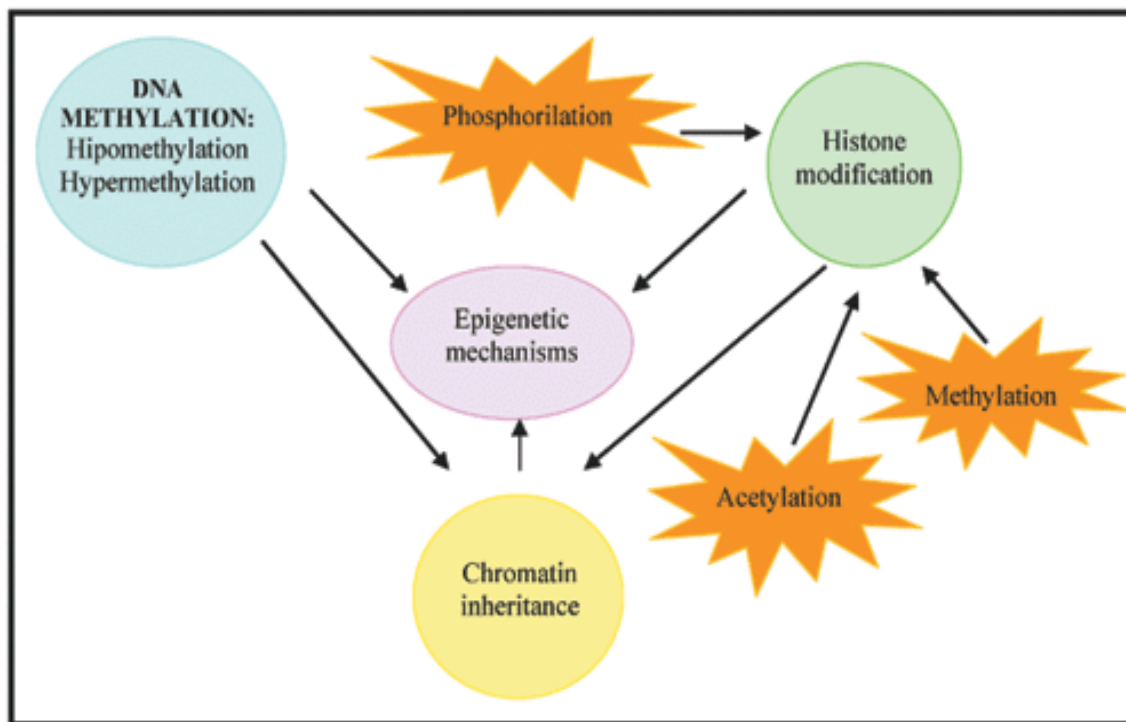 DNA
METHYLATION:
Hipomethylation
Hypermethylation
Phosphorilation
Histone
modification
Epigenetic
mechanisms
Methylation
Acetylation
Chromatin
inheritance